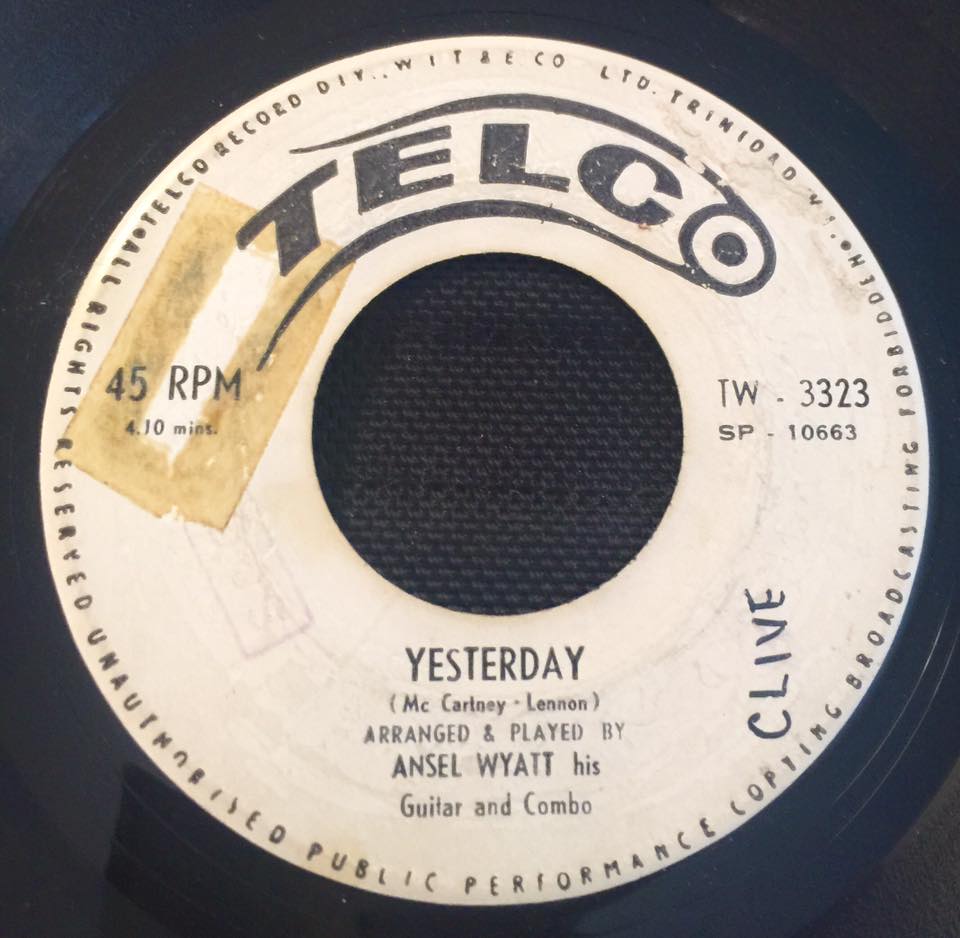 TELCO RECORD DIV., WIT & E.CO LTD. TRINIDAD W.I. • BROADCASTING FORBIDDEN
TELCO
45 RPM
4.10 mins.
TW - 3323
SP - 10663
CLIVE
YESTERDAY
(Mc Cartney - Lennon)
ARRANGED & PLAYED BY
ANSEL WYATT his
Guitar and Combo
ALL RIGHTS RESERVED UNAUTHORISED PUBLIC PERFORMANCE COPYING